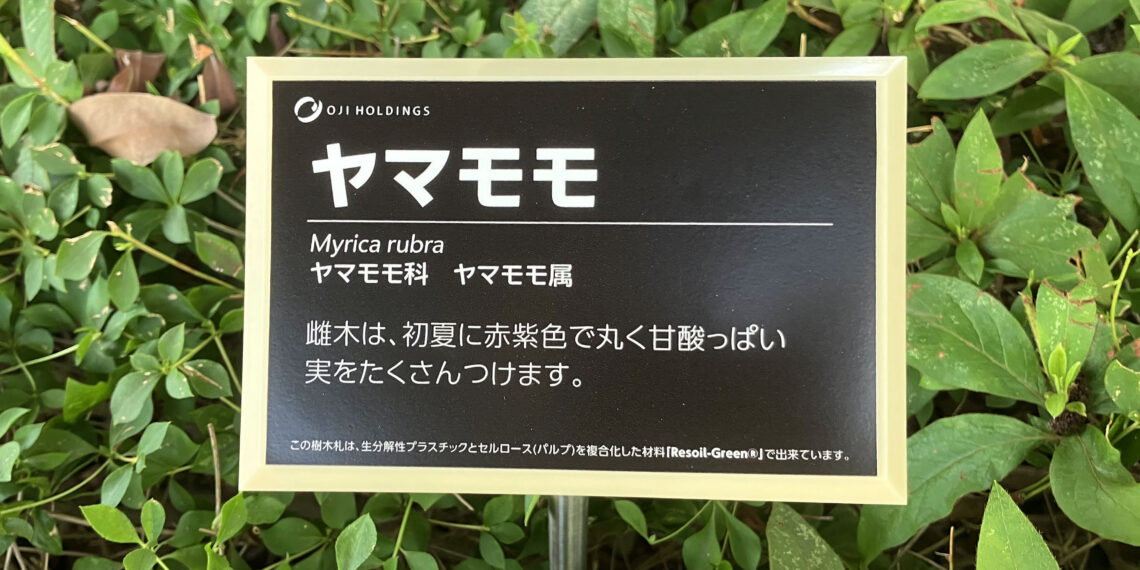 OJI HOLDINGS
ヤマモモ
Myrica rubra
ヤマモモ科　ヤマモモ属
雌木は、初夏に赤紫色で丸く甘酸っぱい
実をたくさんつけます。
この樹木札は、生分解性プラスチックとセルロース(パルプ)を複合化した材料「Resoil-Green®」で出来ています。